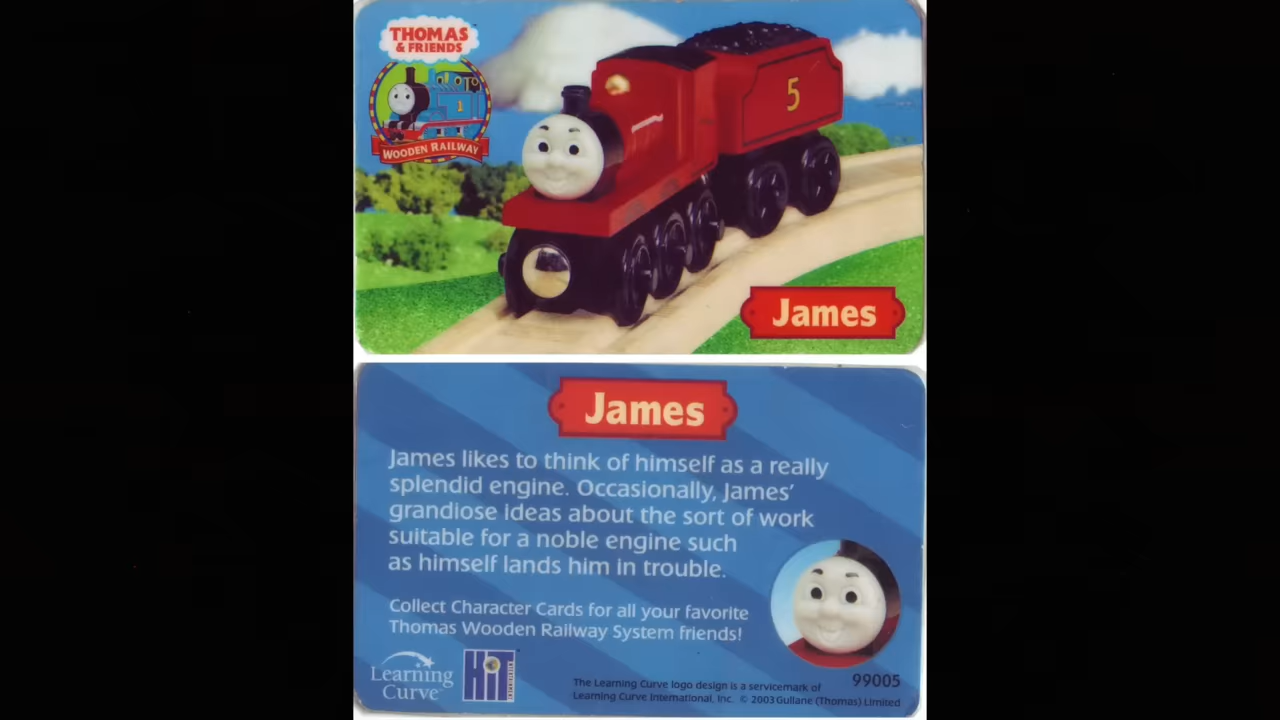 THOMAS
& FRIENDS
WOODEN RAILWAY
1
5
James
James
James likes to think of himself as a really
splendid engine. Occasionally, James'
grandiose ideas about the sort of work
suitable for a noble engine such
as himself lands him in trouble.
Collect Character Cards for all your favorite
Thomas Wooden Railway System friends!
Learning
Curve
HiT
ENTERTAINMENT
The Learning Curve logo design is a servicemark of
Learning Curve International, Inc. © 2003 Gullane (Thomas) Limited
99005